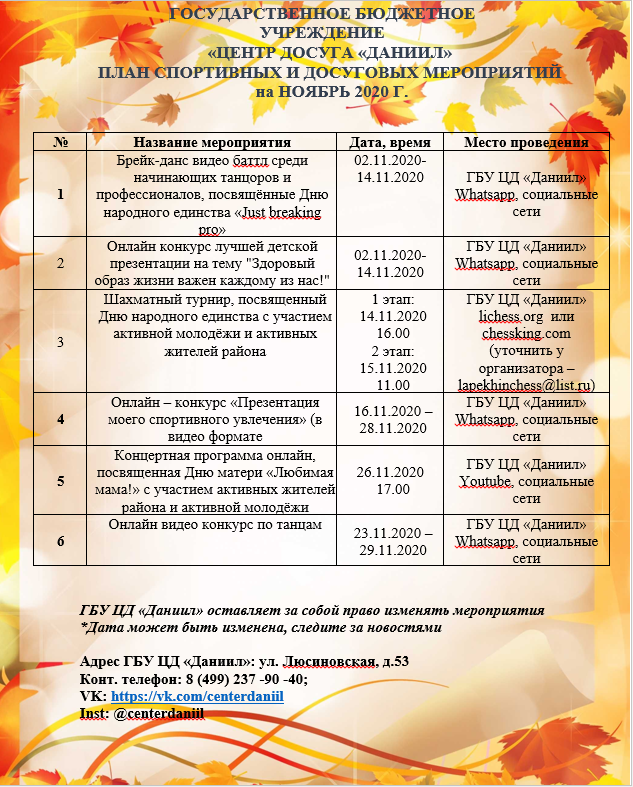 ГОСУДАРСТВЕННОЕ БЮДЖЕТНОЕ
УЧРЕЖДЕНИЕ
«ЦЕНТР ДОСУГА «ДАНИИЛ»
ПЛАН СПОРТИВНЫХ И ДОСУГОВЫХ МЕРОПРИЯТИЙ
на НОЯБРЬ 2020 Г.
№ Название мероприятия Дата, время Место проведения
1
Брейк-данс видео баттл среди
начинающих танцоров и
профессионалов, посвящённые Дню
народного единства «Just breaking
pro»
02.11.2020-
14.11.2020
ГБУ ЦД «Даниил»
Whatsapp, социальные
сети
2
Онлайн конкурс лучшей детской
презентации на тему "Здоровый
образ жизни важен каждому из нас!"
02.11.2020-
14.11.2020
ГБУ ЦД «Даниил»
Whatsapp, социальные
сети
3
Шахматный турнир, посвященный
Дню народного единства с участием
активной молодёжи и активных
жителей района
1 этап:
14.11.2020
16.00
2 этап:
15.11.2020
11.00
ГБУ ЦД «Даниил»
lichess.org или
chessking.com
(уточнить у
организатора –
lapekhinchess@list.ru)
4
Онлайн – конкурс «Презентация
моего спортивного увлечения» (в
видео формате
16.11.2020 –
28.11.2020
ГБУ ЦД «Даниил»
Whatsapp, социальные
сети
5
Концертная программа онлайн,
посвященная Дню матери «Любимая
мама!» с участием активных жителей
района и активной молодёжи
26.11.2020
17.00
ГБУ ЦД «Даниил»
Youtube, социальные
сети
6
Онлайн видео конкурс по танцам
23.11.2020 –
29.11.2020
ГБУ ЦД «Даниил»
Whatsapp, социальные
сети
ГБУ ЦД «Даниил» оставляет за собой право изменять мероприятия
*Дата может быть изменена, следите за новостями
Адрес ГБУ ЦД «Даниил»: ул. Люсиновская, д.53
Конт. телефон: 8 (499) 237 -90 -40;
VK: https://vk.com/centerdaniil
Inst: @centerdaniil